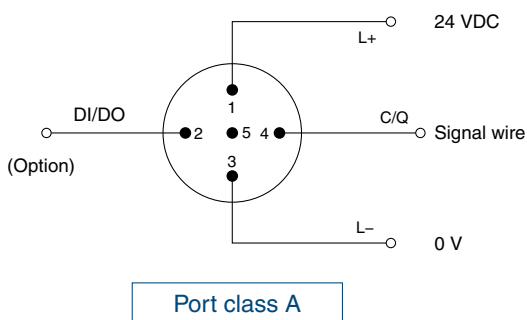 24 VDC
L+
1
DI/DO
C/Q
2 5 4
Signal wire
(Option)
3
L–
0 V
Port class A